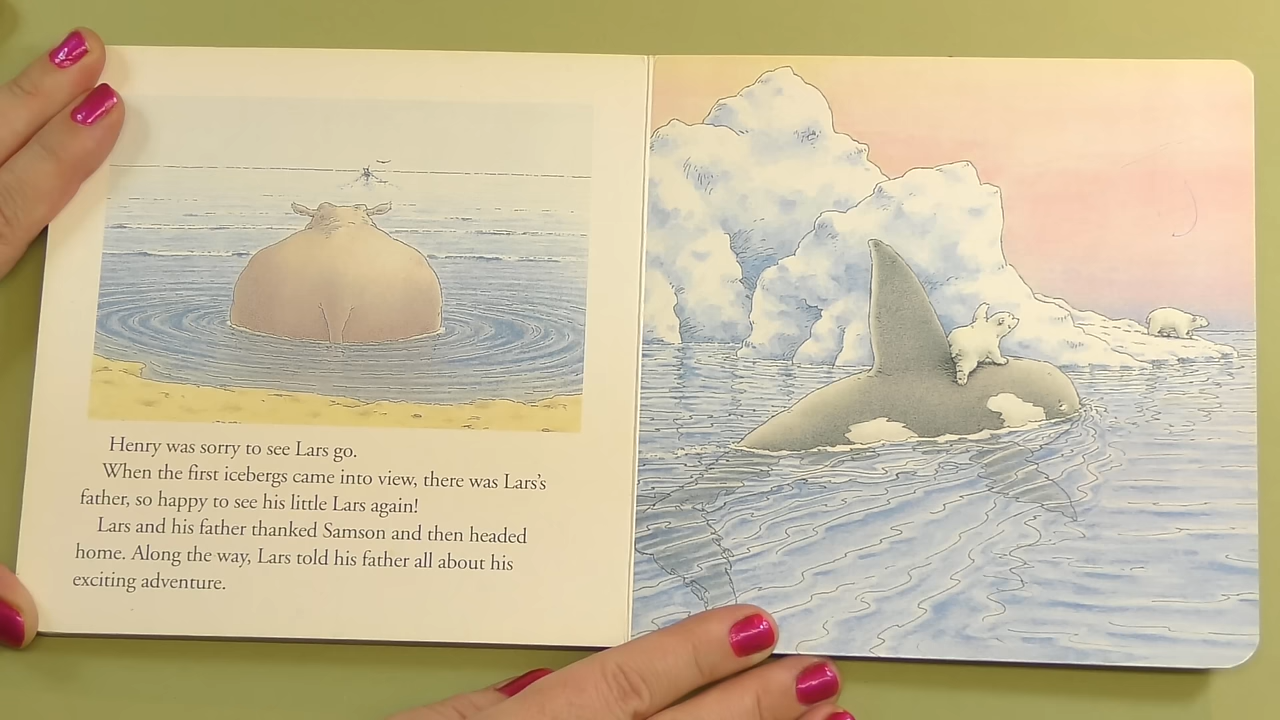 Henry was sorry to see Lars go.
When the first icebergs came into view, there was Lars's
father, so happy to see his little Lars again!
Lars and his father thanked Samson and then headed
home. Along the way, Lars told his father all about his
exciting adventure.